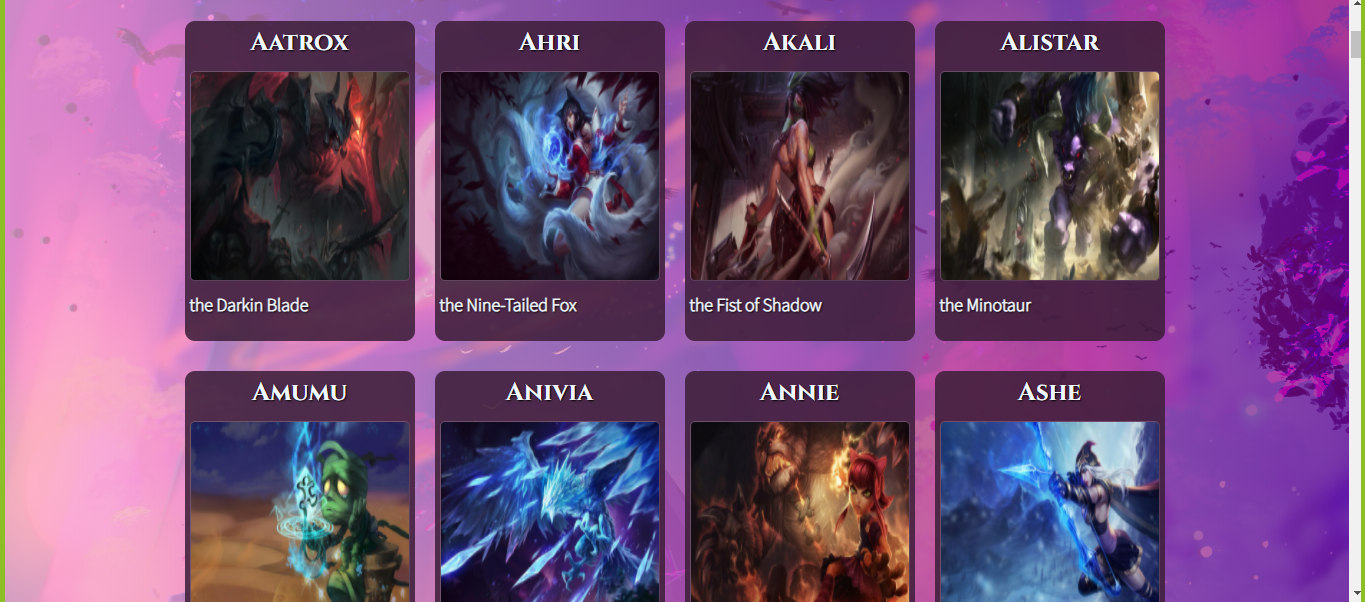 Aatrox
Ahri
Akali
Alistar
the Darkin Blade
the Nine-Tailed Fox
the Fist of Shadow
the Minotaur
Amumu
Anivia
Annie
Ashe